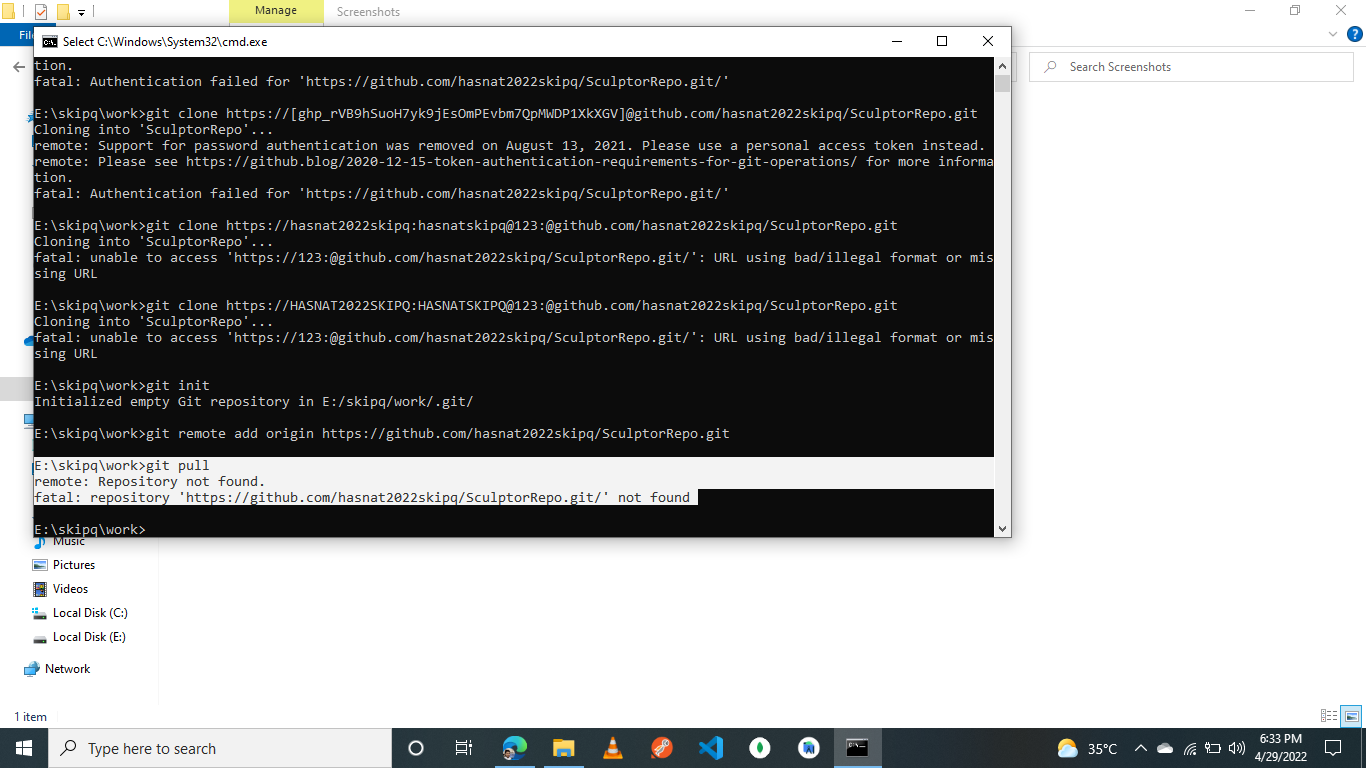 Manage
Screenshots
Select C:\Windows\System32\cmd.exe
Search Screenshots
tion.
fatal: Authentication failed for 'https://github.com/hasnat2022skipq/SculptorRepo.git/'
E:\skipq\work>git clone https://[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]@github.com/hasnat2022skipq/SculptorRepo.git
Cloning into 'SculptorRepo'...
remote: Support for password authentication was removed on August 13, 2021. Please use a personal access token instead.
remote: Please see https://github.blog/2020-12-15-token-authentication-requirements-for-git-operations/ for more informa
tion.
fatal: Authentication failed for 'https://github.com/hasnat2022skipq/SculptorRepo.git/'
E:\skipq\work>git clone https://hasnat2022skipq:hasnatskipq@123:@github.com/hasnat2022skipq/SculptorRepo.git
Cloning into 'SculptorRepo'...
fatal: unable to access 'https://123:@github.com/hasnat2022skipq/SculptorRepo.git/': URL using bad/illegal format or mis
sing URL
E:\skipq\work>git clone https://HASNAT2022SKIPQ:HASNATSKIPQ@123:@github.com/hasnat2022skipq/SculptorRepo.git
Cloning into 'SculptorRepo'...
fatal: unable to access 'https://123:@github.com/hasnat2022skipq/SculptorRepo.git/': URL using bad/illegal format or mis
sing URL
E:\skipq\work>git init
Initialized empty Git repository in E:/skipq/work/.git/
E:\skipq\work>git remote add origin https://github.com/hasnat2022skipq/SculptorRepo.git
E:\skipq\work>git pull
remote: Repository not found.
fatal: repository 'https://github.com/hasnat2022skipq/SculptorRepo.git/' not found
E:\skipq\work>
Music
Pictures
Videos
Local Disk (C:)
Local Disk (E:)
Network
1 item
Type here to search
35°C
6:33 PM
4/29/2022